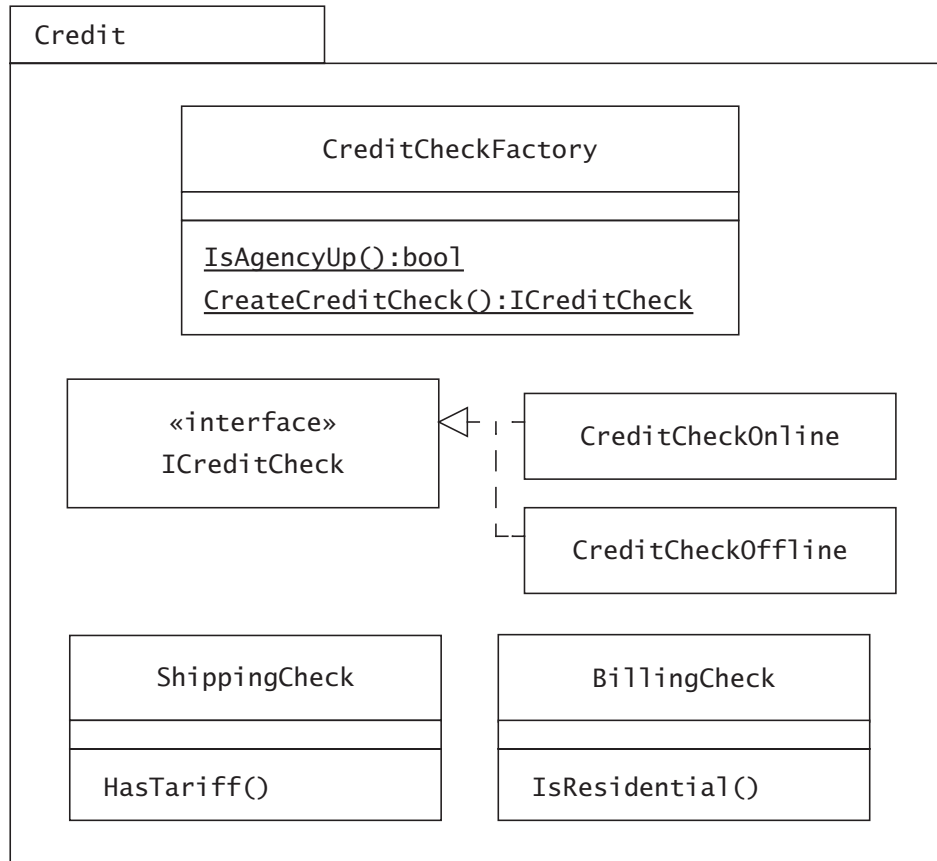 Credit
CreditCheckFactory
IsAgencyUp():bool
CreateCreditCheck():ICreditCheck
«interface»
ICreditCheck
CreditCheckOnline
CreditCheckOffline
ShippingCheck
HasTariff()
BillingCheck
IsResidential()